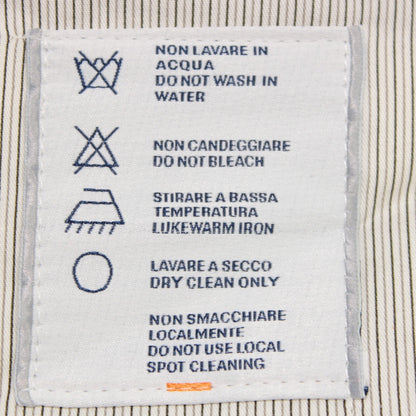 NON LAVARE IN
ACQUA
DO NOT WASH IN
WATER
NON CANDEGGIARE
DO NOT BLEACH
STIRARE A BASSA
TEMPERATURA
LUKEWARM IRON
LAVARE A SECCO
DRY CLEAN ONLY
NON SMACCHIARE
LOCALMENTE
DO NOT USE LOCAL
SPOT CLEANING